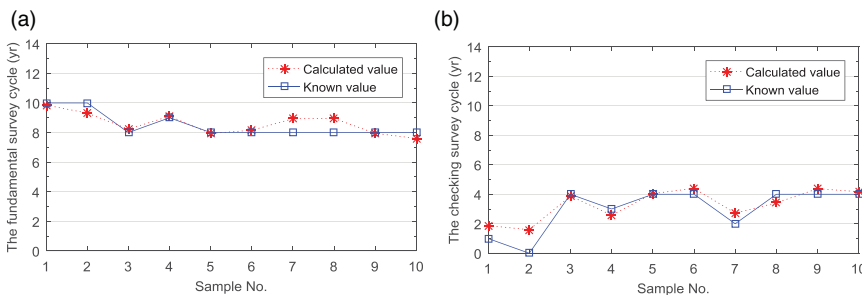 (a)
The fundamental survey cycle (yr)
14
12
10
8
6
4
2
0
Calculated value
Known value
1 2 3 4 5 6 7 8 9 10
Sample No.
(b)
The checking survey cycle (yr)
14
12
10
8
6
4
2
0
Calculated value
Known value
1 2 3 4 5 6 7 8 9 10
Sample No.